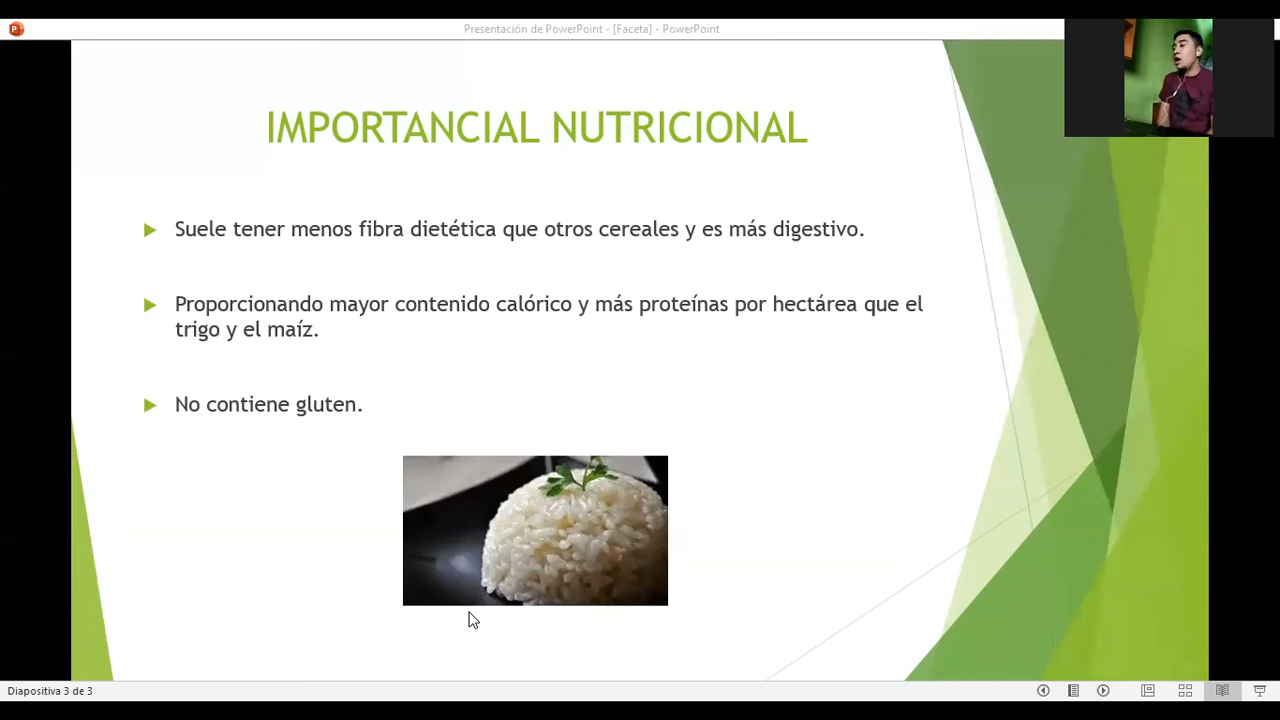 Presentación de PowerPoint - [Faceta] - PowerPoint
IMPORTANCIAL NUTRICIONAL
Suele tener menos fibra dietética que otros cereales y es más digestivo.
Proporcionando mayor contenido calórico y más proteínas por hectárea que el
trigo y el maíz.
No contiene gluten.
Diapositiva 3 de 3